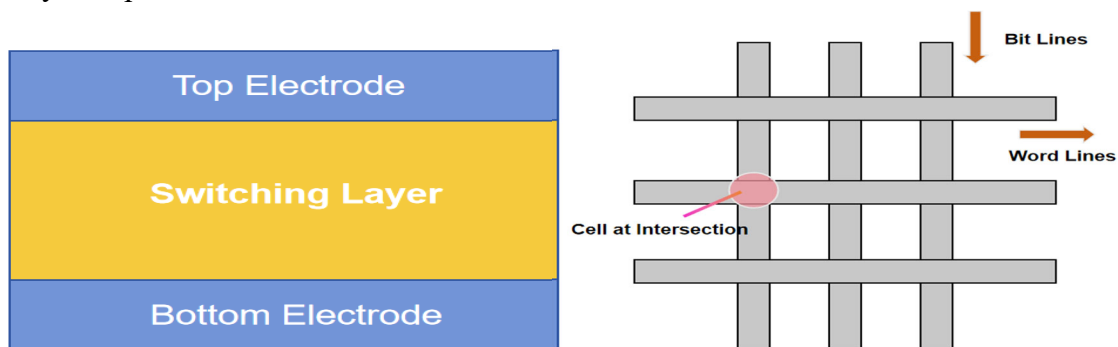 Top Electrode
Switching Layer
Bottom Electrode
Bit Lines
Word Lines
Cell at Intersection